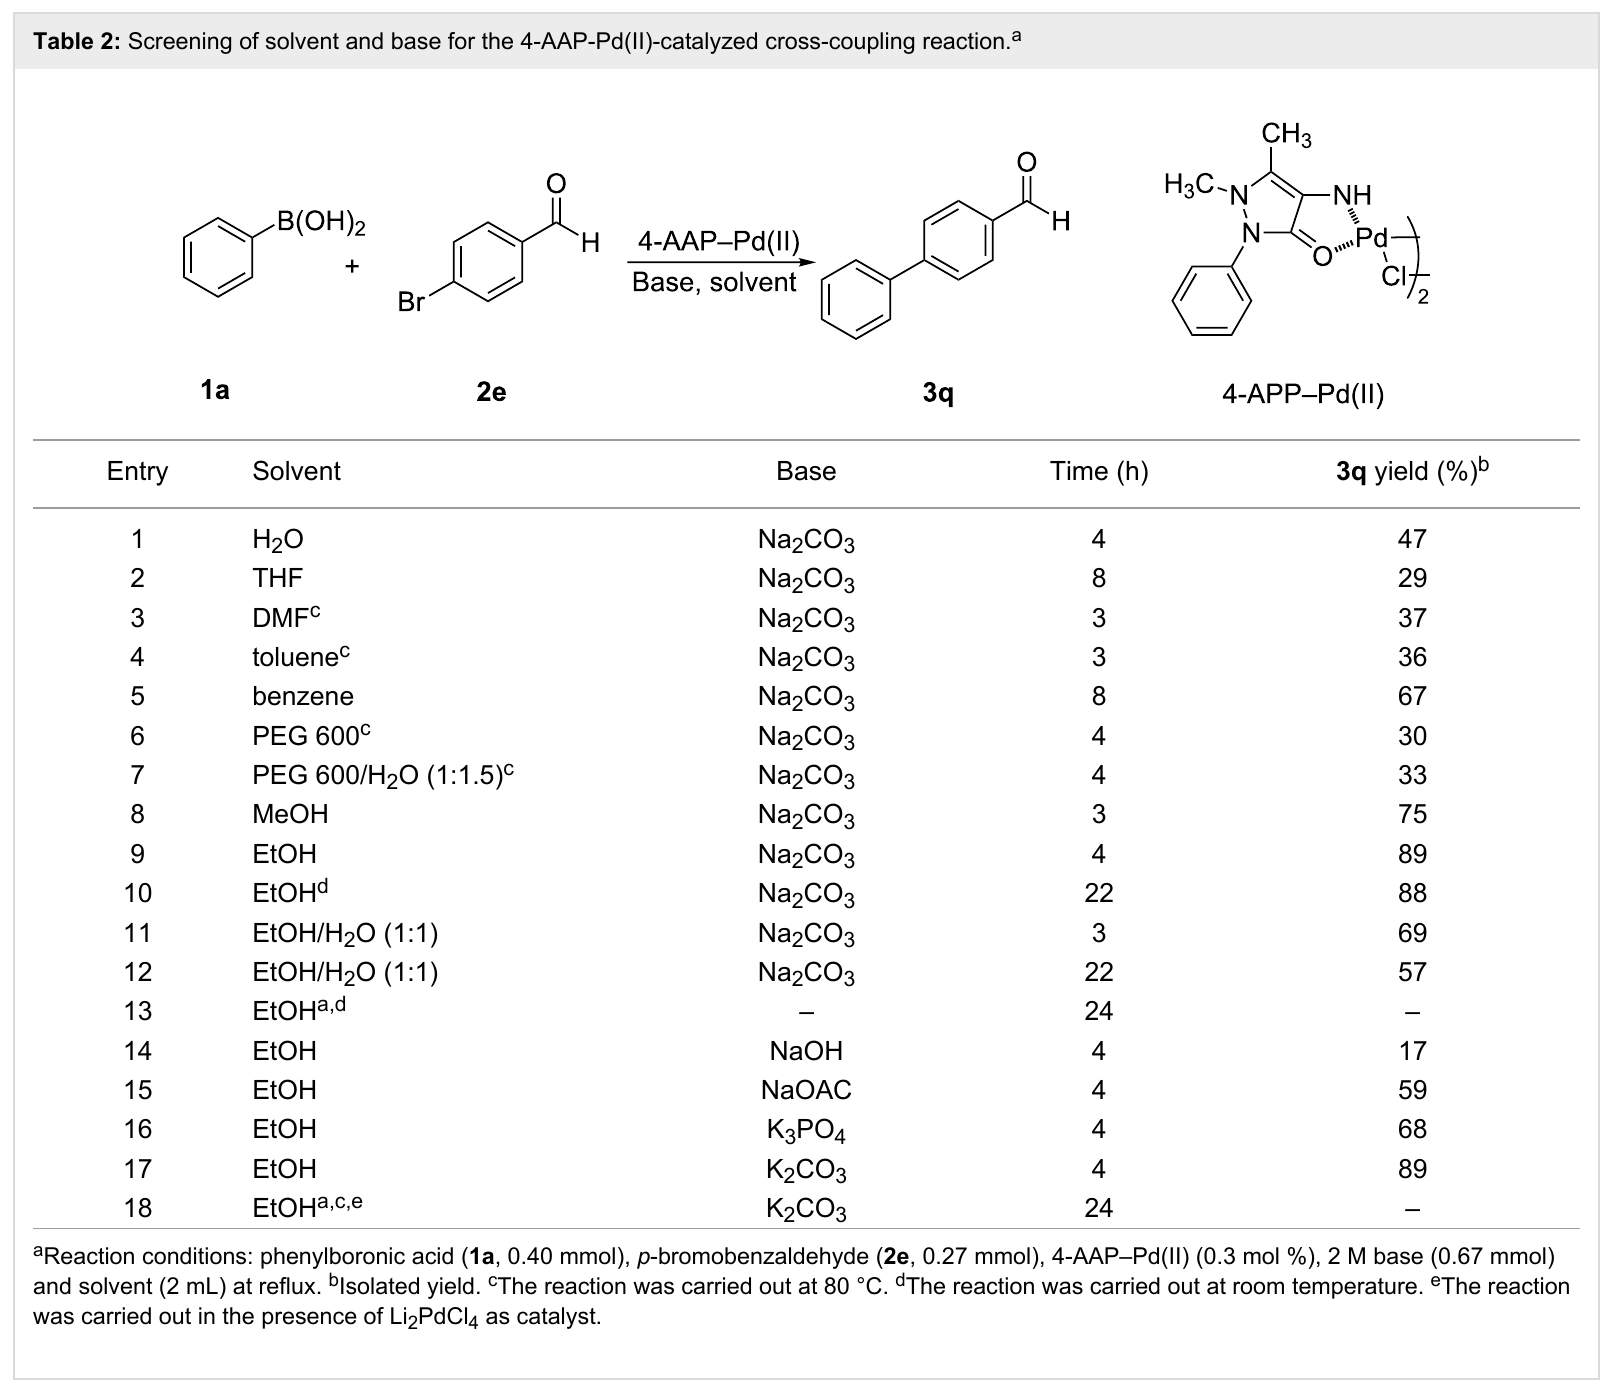 Table 2: Screening of solvent and base for the 4-AAP-Pd(II)-catalyzed cross-coupling reaction.a
B(OH)2
+
Br
O
H
1a
2e
4-AAP–Pd(II)
Base, solvent
O
H
3q
CH3
H3C
N
N
NH
O
Pd
Cl
2
4-APP–Pd(II)
Entry Solvent Base Time (h) 3q yield (%)b
1 H2O Na2CO3 4 47
2 THF Na2CO3 8 29
3 DMFc Na2CO3 3 37
4 toluenec Na2CO3 3 36
5 benzene Na2CO3 8 67
6 PEG 600c Na2CO3 4 30
7 PEG 600/H2O (1:1.5)c Na2CO3 4 33
8 MeOH Na2CO3 3 75
9 EtOH Na2CO3 4 89
10 EtOHd Na2CO3 22 88
11 EtOH/H2O (1:1) Na2CO3 3 69
12 EtOH/H2O (1:1) Na2CO3 22 57
13 EtOHa,d – 24 –
14 EtOH NaOH 4 17
15 EtOH NaOAC 4 59
16 EtOH K3PO4 4 68
17 EtOH K2CO3 4 89
18 EtOHa,c,e K2CO3 24 –
aReaction conditions: phenylboronic acid (1a, 0.40 mmol), p-bromobenzaldehyde (2e, 0.27 mmol), 4-AAP–Pd(II) (0.3 mol %), 2 M base (0.67 mmol)
and solvent (2 mL) at reflux. bIsolated yield. cThe reaction was carried out at 80 °C. dThe reaction was carried out at room temperature. eThe reaction
was carried out in the presence of Li2PdCl4 as catalyst.